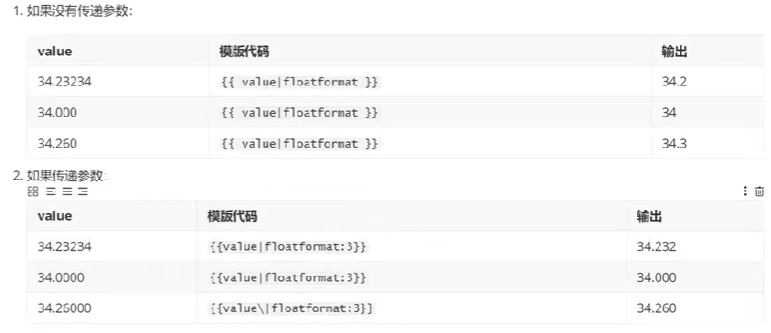 1. 如果没有传递参数:
value 模版代码 输出
34.23234 {{ value|floatformat }} 34.2
34.000 {{ value|floatformat }} 34
34.260 {{ value|floatformat }} 34.3
2. 如果传递参数:
value 模版代码 输出
34.23234 {{value|floatformat:3}} 34.232
34.0000 {{value|floatformat:3}} 34.000
34.26000 {{value\|floatformat:3}} 34.260